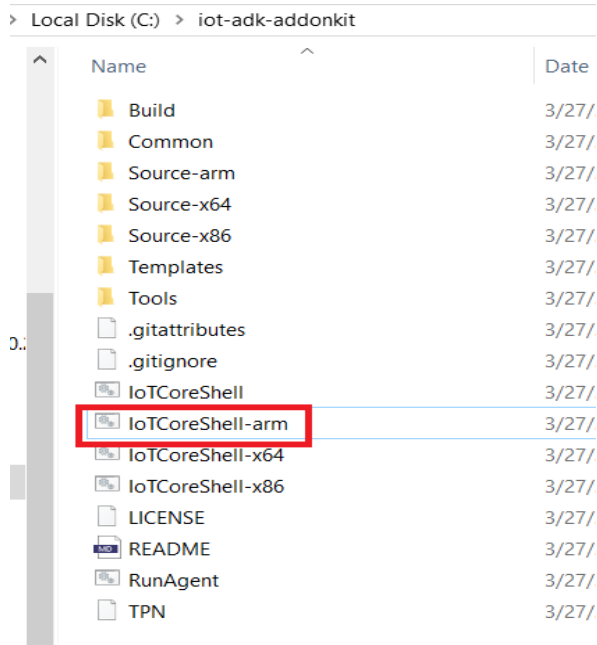 > Local Disk (C:) > iot-adk-addonkit
Name Date
Build 3/27/
Common 3/27/
Source-arm 3/27/
Source-x64 3/27/
Source-x86 3/27/
Templates 3/27/
Tools 3/27/
.gitattributes 3/27/
.gitignore 3/27/
IoTCoreShell 3/27/
IoTCoreShell-arm 3/27/
IoTCoreShell-x64 3/27/
IoTCoreShell-x86 3/27/
LICENSE 3/27/
MD README 3/27/
RunAgent 3/27/
TPN 3/27/